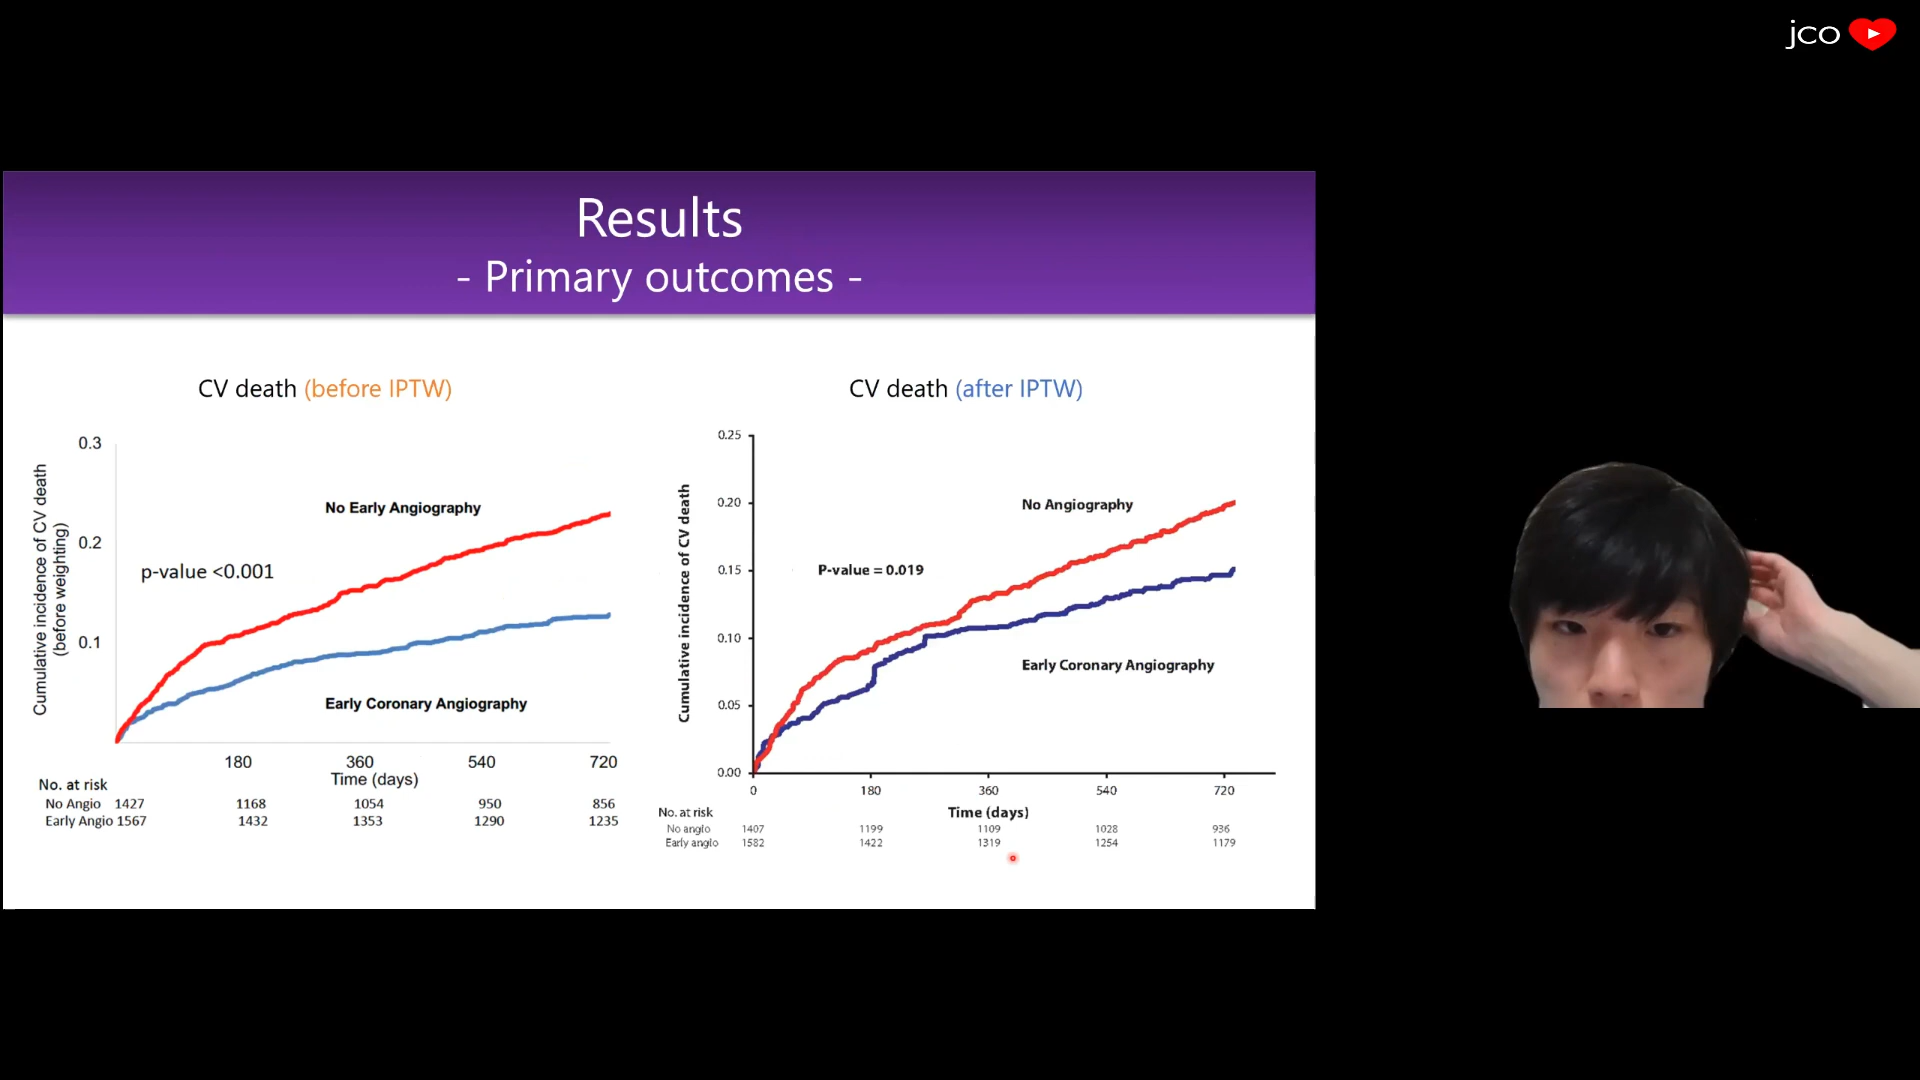 jco
Results
- Primary outcomes -
CV death (before IPTW)
Cumulative incidence of CV death
(before weighting)
0.3
0.2
0.1
No Early Angiography
p-value <0.001
Early Coronary Angiography
180 360 540 720
Time (days)
No. at risk
No Angio 1427 1168 1054 950 856
Early Angio 1567 1432 1353 1290 1235
CV death (after IPTW)
Cumulative incidence of CV death
0.25
0.20
0.15
0.10
0.05
0.00
No Angiography
P-value = 0.019
Early Coronary Angiography
0 180 360 540 720
Time (days)
No. at risk
No anglo 1407 1199 1109 1028 936
Early anglo 1582 1422 1319 1254 1179